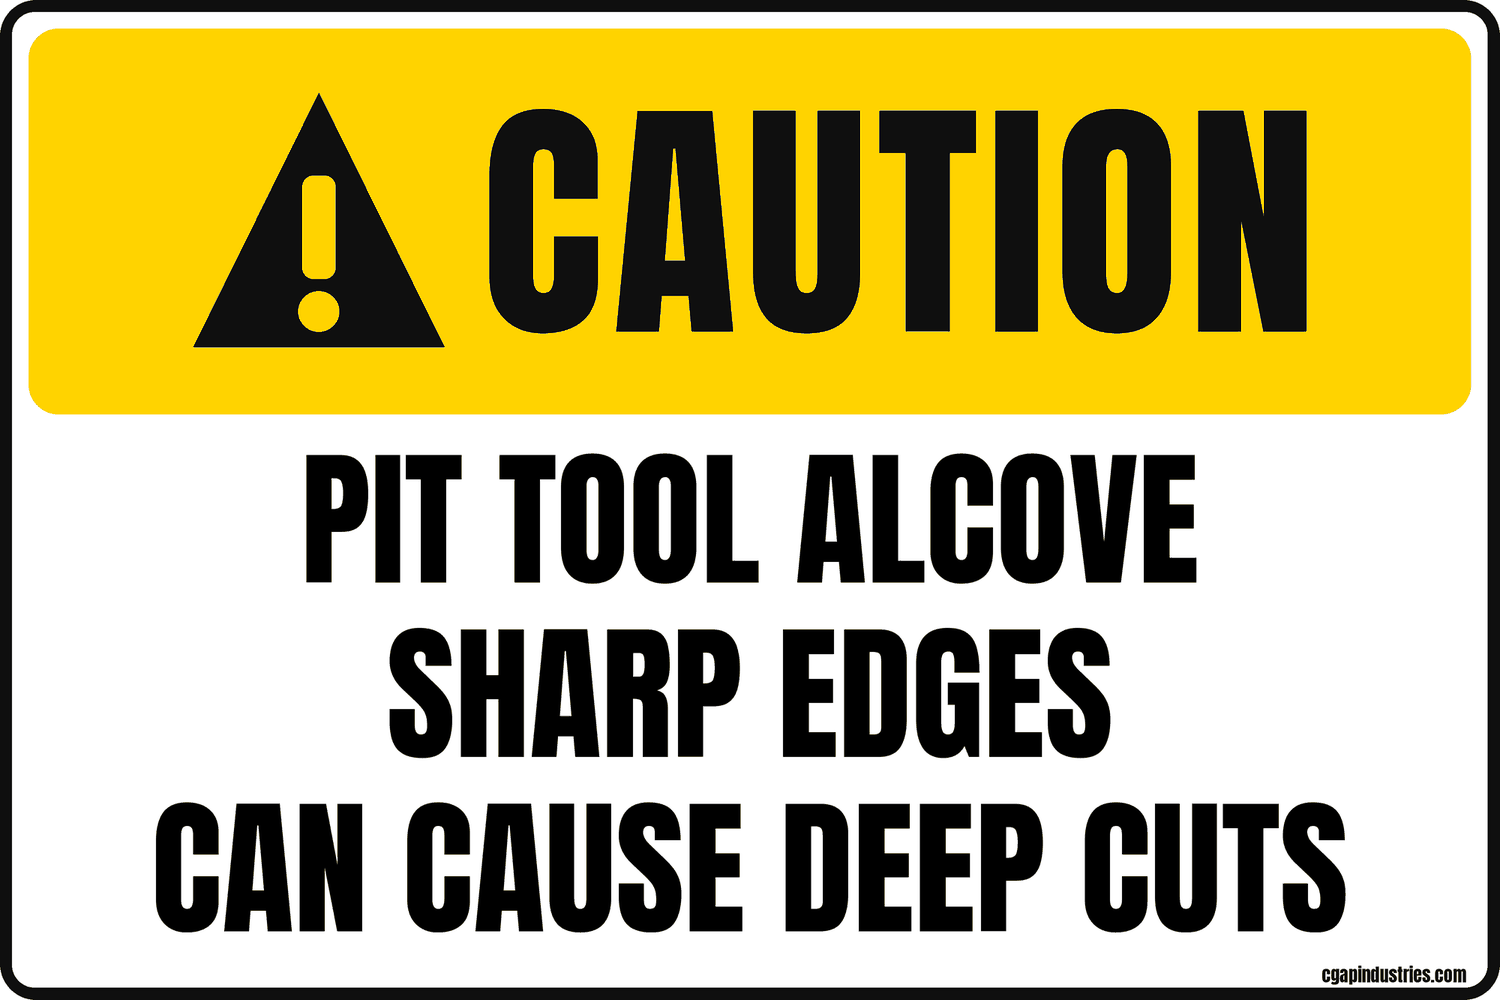 CAUTION
PIT TOOL ALCOVE
SHARP EDGES
CAN CAUSE DEEP CUTS
cgapindustries.com